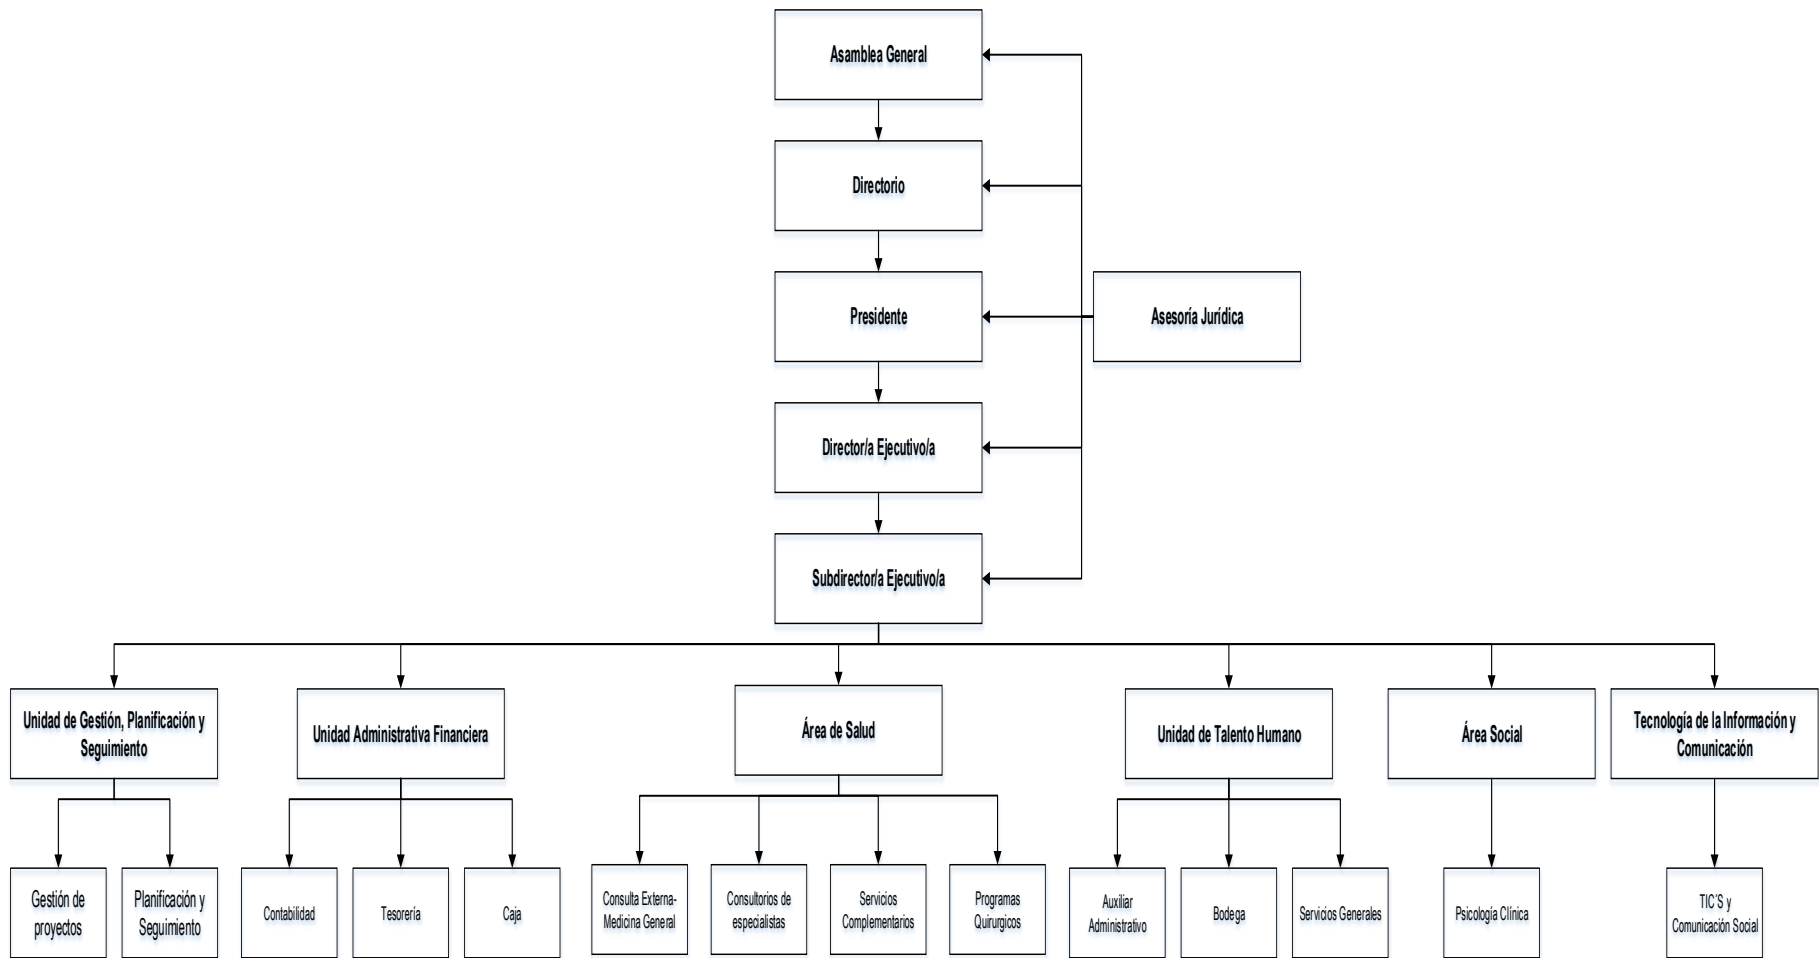 Asamblea General
Directorio
Presidente
Asesoría Jurídica
Director/a Ejecutivo/a
Subdirector/a Ejecutivo/a
Unidad de Gestión, Planificación y
Seguimiento
Unidad Administrativa Financiera
Área de Salud
Unidad de Talento Humano
Área Social
Tecnología de la Información y
Comunicación
Gestión de
proyectos
Planificación y
Seguimiento
Contabilidad
Tesorería
Caja
Consulta Externa-
Medicina General
Consultorios de
especialistas
Servicios
Complementarios
Programas
Quirurgicos
Auxiliar
Administrativo
Bodega
Servicios Generales
Psicología Clínica
TIC´S y
Comunicación Social